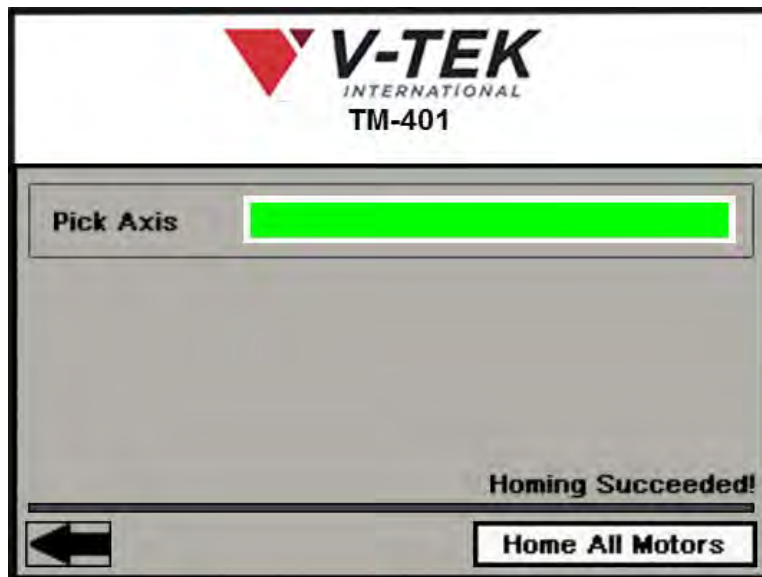 V-TEK
INTERNATIONAL
TM-401
Pick Axis
Homing Succeeded!
Home All Motors